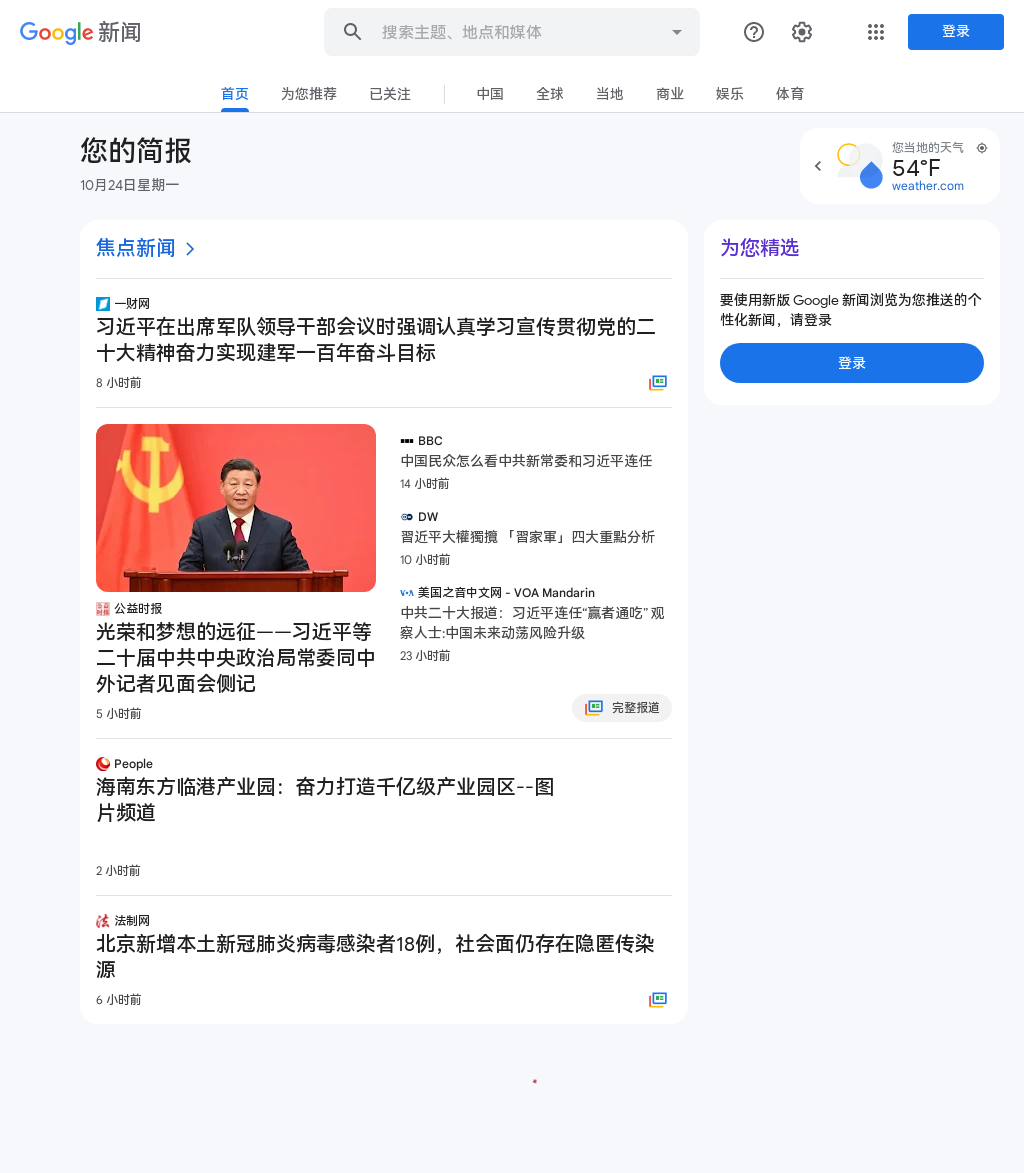 Google 新闻
搜索主题、地点和媒体
登录
首页
为您推荐
已关注
中国
全球
当地
商业
娱乐
体育
您的简报
10月24日星期一
您当地的天气
54°F
weather.com
焦点新闻
一财网
习近平在出席军队领导干部会议时强调认真学习宣传贯彻党的二
十大精神奋力实现建军一百年奋斗目标
8 小时前
公益时报
光荣和梦想的远征——习近平等
二十届中共中央政治局常委同中
外记者见面会侧记
5 小时前
BBC
中国民众怎么看中共新常委和习近平连任
14 小时前
DW
習近平大權獨攬 「習家軍」四大重點分析
10 小时前
VOA 美国之音中文网 - VOA Mandarin
中共二十大报道：习近平连任“赢者通吃” 观
察人士:中国未来动荡风险升级
23 小时前
完整报道
People
海南东方临港产业园：奋力打造千亿级产业园区--图
片频道
2 小时前
法制网
北京新增本土新冠肺炎病毒感染者18例，社会面仍存在隐匿传染
源
6 小时前
为您精选
要使用新版 Google 新闻浏览为您推送的个
性化新闻，请登录
登录